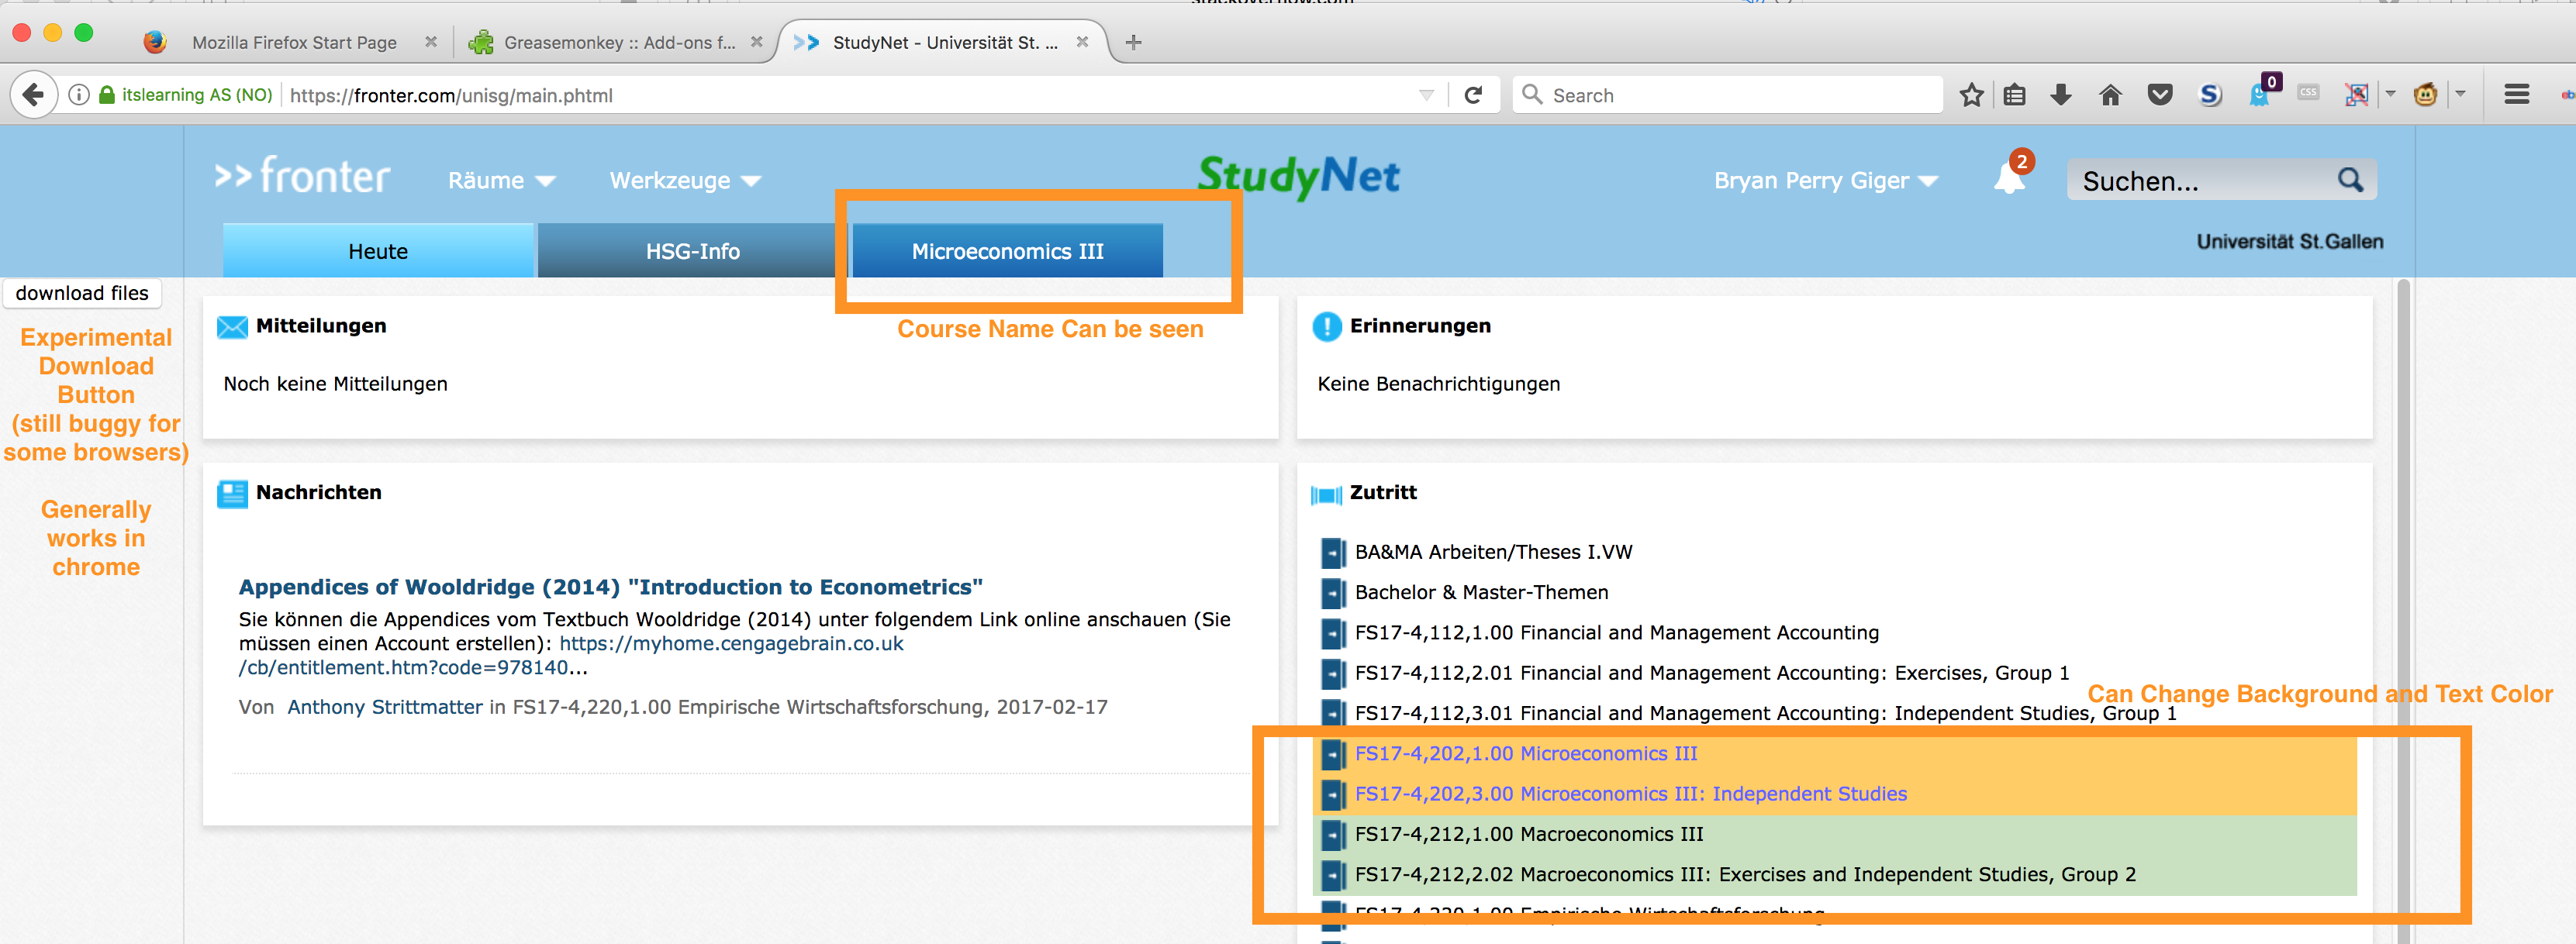 Mozilla Firefox Start Page
Greasemonkey :: Add-ons f...
StudyNet - Universität St. ...
itslearning AS (NO)
https://fronter.com/unisg/main.phtml
Search
0
CSS
>> fronter
Räume
Werkzeuge
StudyNet
Bryan Perry Giger
2
Suchen...
Heute
HSG-Info
Microeconomics III
Universität St.Gallen
download files
Experimental
Download
Button
(still buggy for
some browsers)
Generally
works in
chrome
Course Name Can be seen
Mitteilungen
Noch keine Mitteilungen
Erinnerungen
Keine Benachrichtigungen
Nachrichten
Appendices of Wooldridge (2014) "Introduction to Econometrics"
Sie können die Appendices vom Textbuch Wooldridge (2014) unter folgendem Link online anschauen (Sie
müssen einen Account erstellen): https://myhome.cengagebrain.co.uk
/cb/entitlement.htm?code=978140...
Von Anthony Strittmatter in FS17-4,220,1.00 Empirische Wirtschaftsforschung, 2017-02-17
Zutritt
BA&MA Arbeiten/Theses I.VW
Bachelor & Master-Themen
FS17-4,112,1.00 Financial and Management Accounting
FS17-4,112,2.01 Financial and Management Accounting: Exercises, Group 1
Can Change Background and Text Color
FS17-4,112,3.01 Financial and Management Accounting: Independent Studies, Group 1
FS17-4,202,1.00 Microeconomics III
FS17-4,202,3.00 Microeconomics III: Independent Studies
FS17-4,212,1.00 Macroeconomics III
FS17-4,212,2.02 Macroeconomics III: Exercises and Independent Studies, Group 2
FS17-4,220,1.00 Empirische Wirtschaftsforschung